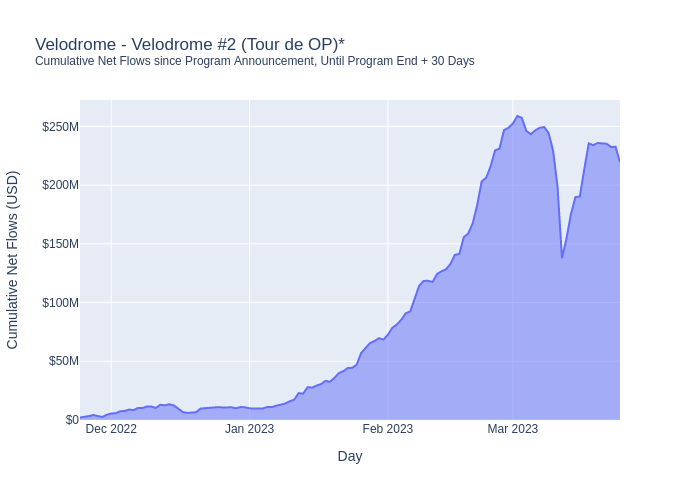 Velodrome - Velodrome #2 (Tour de OP)*
Cumulative Net Flows since Program Announcement, Until Program End + 30 Days
Cumulative Net Flows (USD)
$250M
$200M
$150M
$100M
$50M
$0
Dec 2022
Jan 2023
Feb 2023
Mar 2023
Day